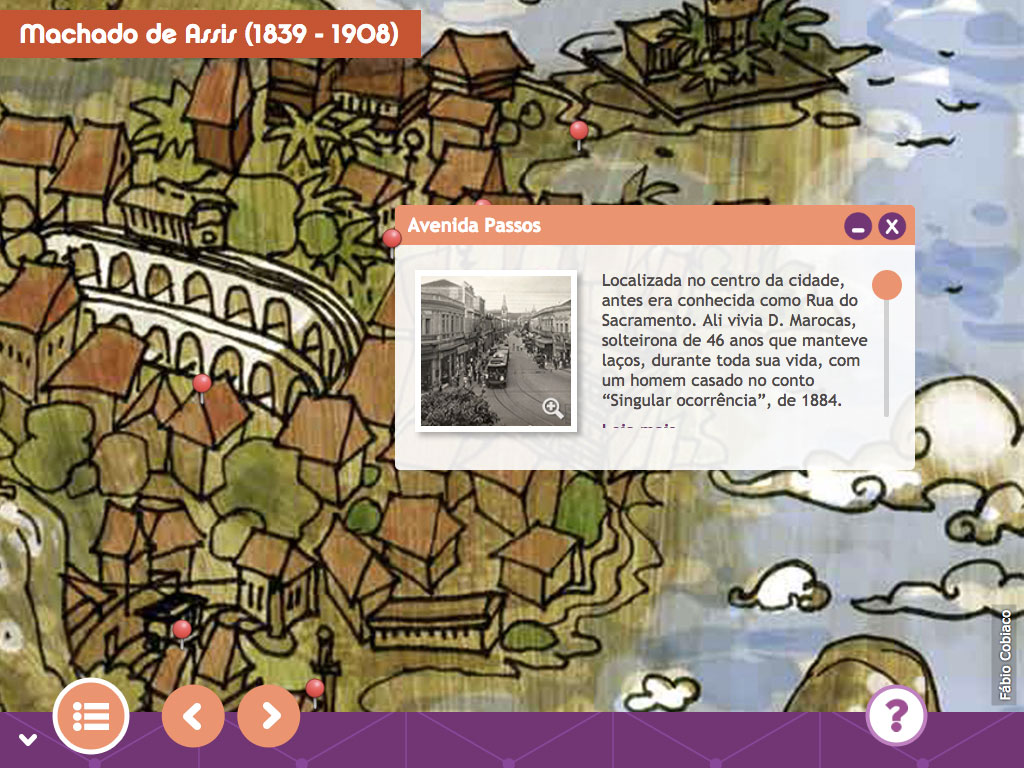 Machado de Assis (1839 - 1908)
Avenida Passos
Localizada no centro da cidade,
antes era conhecida como Rua do
Sacramento. Ali vivia D. Marocas,
solteirona de 46 anos que manteve
laços, durante toda sua vida, com
um homem casado no conto
“Singular ocorrência”, de 1884.
Leia mais
Fábio Cobiaco
?